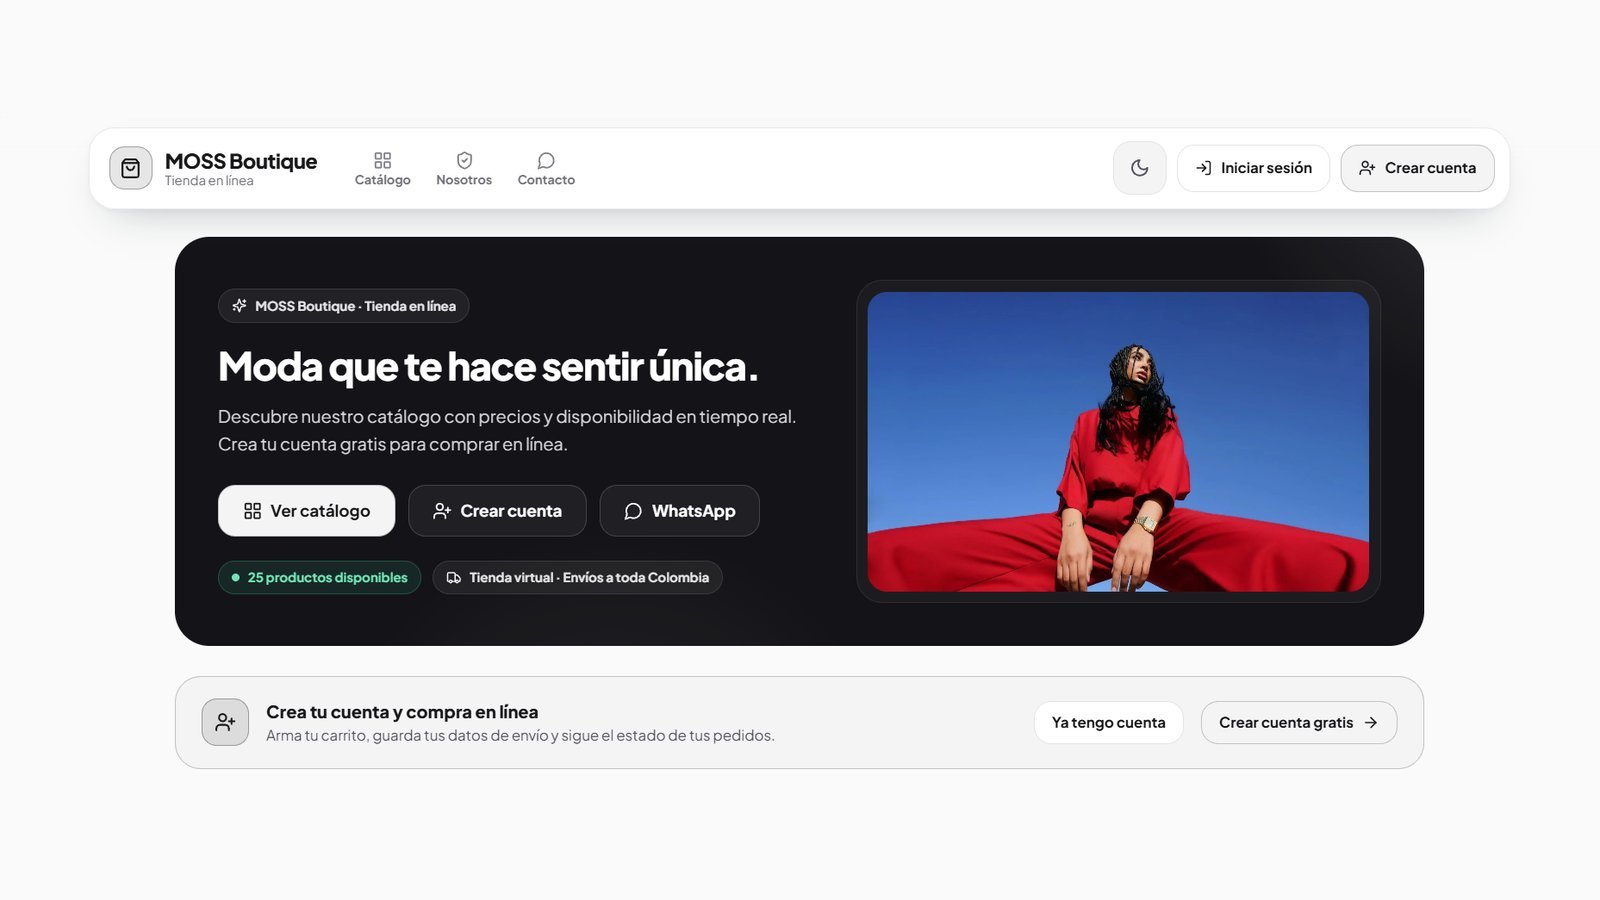 MOSS Boutique
Tienda en línea
Catálogo
Nosotros
Contacto
Iniciar sesión
Crear cuenta
MOSS Boutique · Tienda en línea
Moda que te hace sentir única.
Descubre nuestro catálogo con precios y disponibilidad en tiempo real.
Crea tu cuenta gratis para comprar en línea.
Ver catálogo
Crear cuenta
WhatsApp
25 productos disponibles
Tienda virtual · Envíos a toda Colombia
Crea tu cuenta y compra en línea
Arma tu carrito, guarda tus datos de envío y sigue el estado de tus pedidos.
Ya tengo cuenta
Crear cuenta gratis